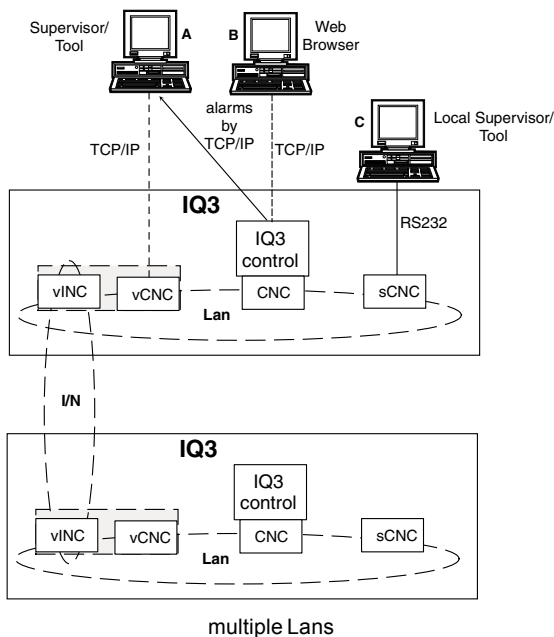 Supervisor/
Tool
A
B
Web
Browser
alarms
by
TCP/IP
TCP/IP
TCP/IP
C
Local Supervisor/
Tool
RS232
IQ3
IQ3
control
vINC
vCNC
CNC
sCNC
Lan
I/N
IQ3
IQ3
control
vINC
vCNC
CNC
sCNC
Lan
multiple Lans